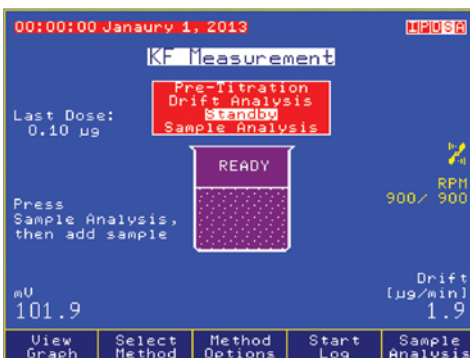 00:00:00 Janaury 1, 2013 IPUSA
KF Measurement
Pre-Titration
Drift Analysis
Standby
Sample Analysis
Last Dose:
0.10 µg
READY
RPM
900/ 900
Press
Sample Analysis,
then add sample
mV
101.9
Drift
[µg/min]
1.9
View Graph
Select Method
Method Options
Start Log
Sample Analysis